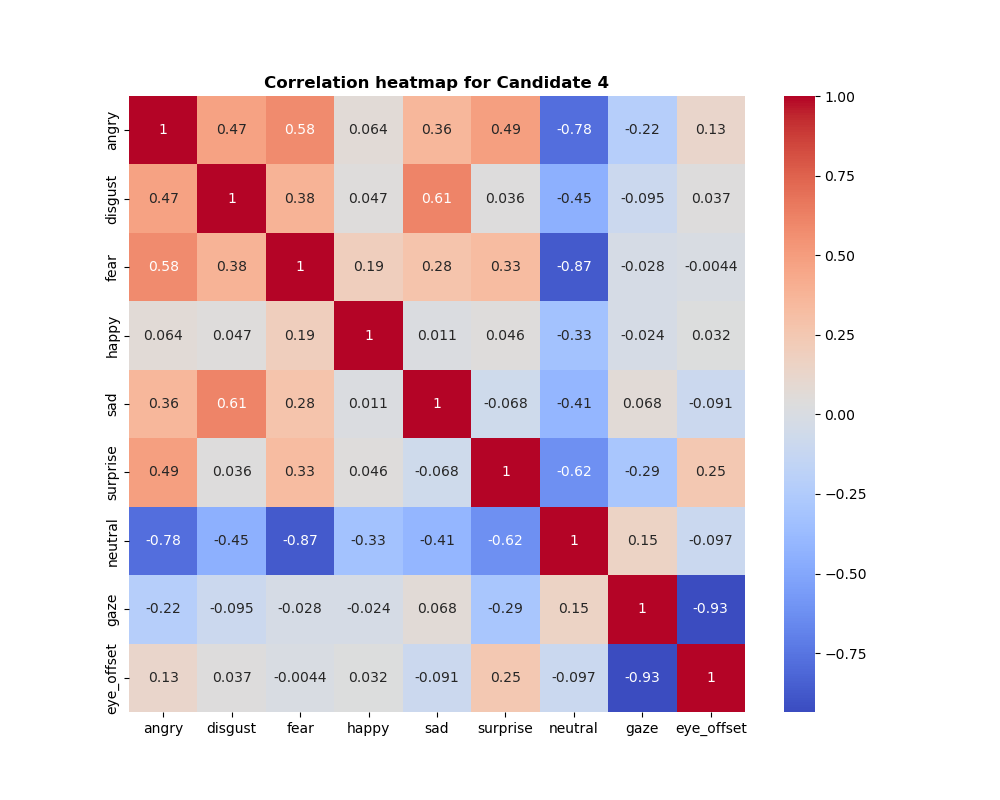 Correlation heatmap for Candidate 4
angry 1 0.47 0.58 0.064 0.36 0.49 -0.78 -0.22 0.13
disgust 0.47 1 0.38 0.047 0.61 0.036 -0.45 -0.095 0.037
fear 0.58 0.38 1 0.19 0.28 0.33 -0.87 -0.028 -0.0044
happy 0.064 0.047 0.19 1 0.011 0.046 -0.33 -0.024 0.032
sad 0.36 0.61 0.28 0.011 1 -0.068 -0.41 0.068 -0.091
surprise 0.49 0.036 0.33 0.046 -0.068 1 -0.62 -0.29 0.25
neutral -0.78 -0.45 -0.87 -0.33 -0.41 -0.62 1 0.15 -0.097
gaze -0.22 -0.095 -0.028 -0.024 0.068 -0.29 0.15 1 -0.93
eye_offset 0.13 0.037 -0.0044 0.032 -0.091 0.25 -0.097 -0.93 1
angry disgust fear happy sad surprise neutral gaze eye_offset
1.00
0.75
0.50
0.25
0.00
−0.25
−0.50
−0.75